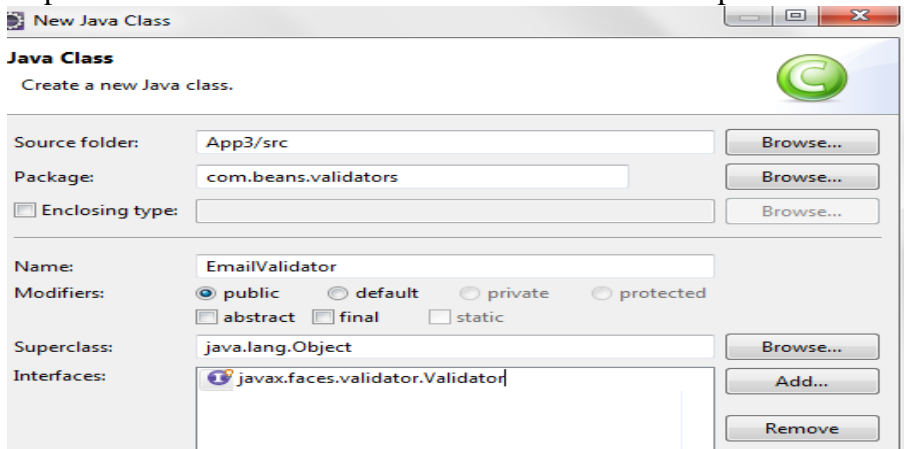 New Java Class
Java Class
Create a new Java class.
Source folder: App3/src Browse...
Package: com.beans.validators Browse...
Enclosing type: Browse...
Name: EmailValidator
Modifiers: public default private protected
abstract final static
Superclass: java.lang.Object Browse...
Interfaces: javax.faces.validator.Validator Add...
Remove